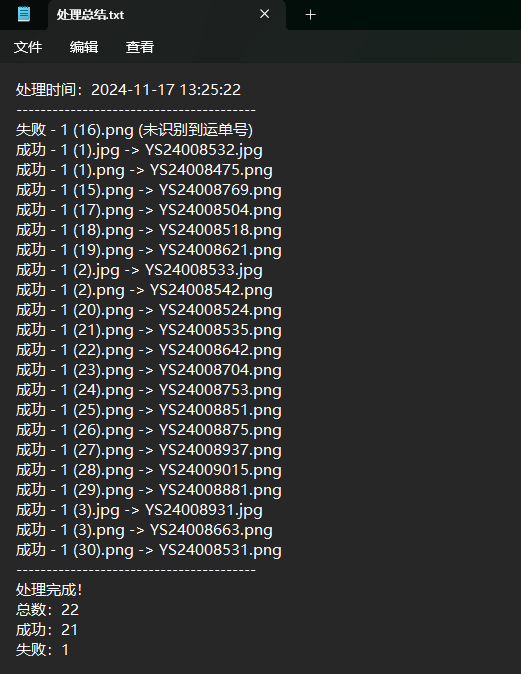 处理总结.txt
文件 编辑 查看
处理时间：2024-11-17 13:25:22
----------------------------------------
失败 - 1 (16).png (未识别到运单号)
成功 - 1 (1).jpg -> YS24008532.jpg
成功 - 1 (1).png -> YS24008475.png
成功 - 1 (15).png -> YS24008769.png
成功 - 1 (17).png -> YS24008504.png
成功 - 1 (18).png -> YS24008518.png
成功 - 1 (19).png -> YS24008621.png
成功 - 1 (2).jpg -> YS24008533.jpg
成功 - 1 (2).png -> YS24008542.png
成功 - 1 (20).png -> YS24008524.png
成功 - 1 (21).png -> YS24008535.png
成功 - 1 (22).png -> YS24008642.png
成功 - 1 (23).png -> YS24008704.png
成功 - 1 (24).png -> YS24008753.png
成功 - 1 (25).png -> YS24008851.png
成功 - 1 (26).png -> YS24008875.png
成功 - 1 (27).png -> YS24008937.png
成功 - 1 (28).png -> YS24009015.png
成功 - 1 (29).png -> YS24008881.png
成功 - 1 (3).jpg -> YS24008931.jpg
成功 - 1 (3).png -> YS24008663.png
成功 - 1 (30).png -> YS24008531.png
----------------------------------------
处理完成！
总数：22
成功：21
失败：1